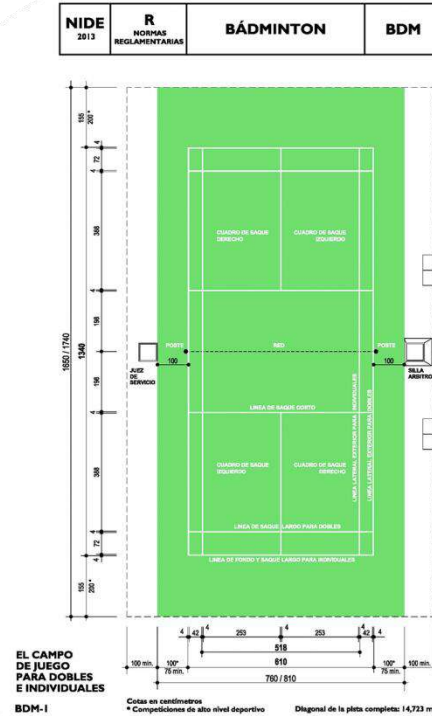 NIDE
2013
R
NORMAS
REGLAMENTARIAS
BÁDMINTON
BDM
155
200*
4
72
4
388
4
198
1650 / 1740
1340
198
4
388
4
72
4
155
200*
CUADRO DE SAQUE
DERECHO
CUADRO DE SAQUE
IZQUIERDO
POSTE
RED
POSTE
100
100
JUEZ
DE
SERVICIO
SILLA
ARBITRO
LINEA DE SAQUE CORTO
LINEA LATERAL EXTERIOR PARA INDIVIDUALES
LINEA LATERAL EXTERIOR PARA DOBLES
CUADRO DE SAQUE
IZQUIERDO
CUADRO DE SAQUE
DERECHO
LINEA DE SAQUE LARGO PARA DOBLES
LINEA DE FONDO Y SAQUE LARGO PARA INDIVIDUALES
4 42 4 253 4 253 4 42 4
518
100 min. 100* 610 100* 100 min.
75 min. 75 min.
760 / 810
EL CAMPO
DE JUEGO
PARA DOBLES
E INDIVIDUALES
BDM-1
Cotas en centímetros
* Competiciones de alto nivel deportivo
Diagonal de la pista completa: 14,723 m